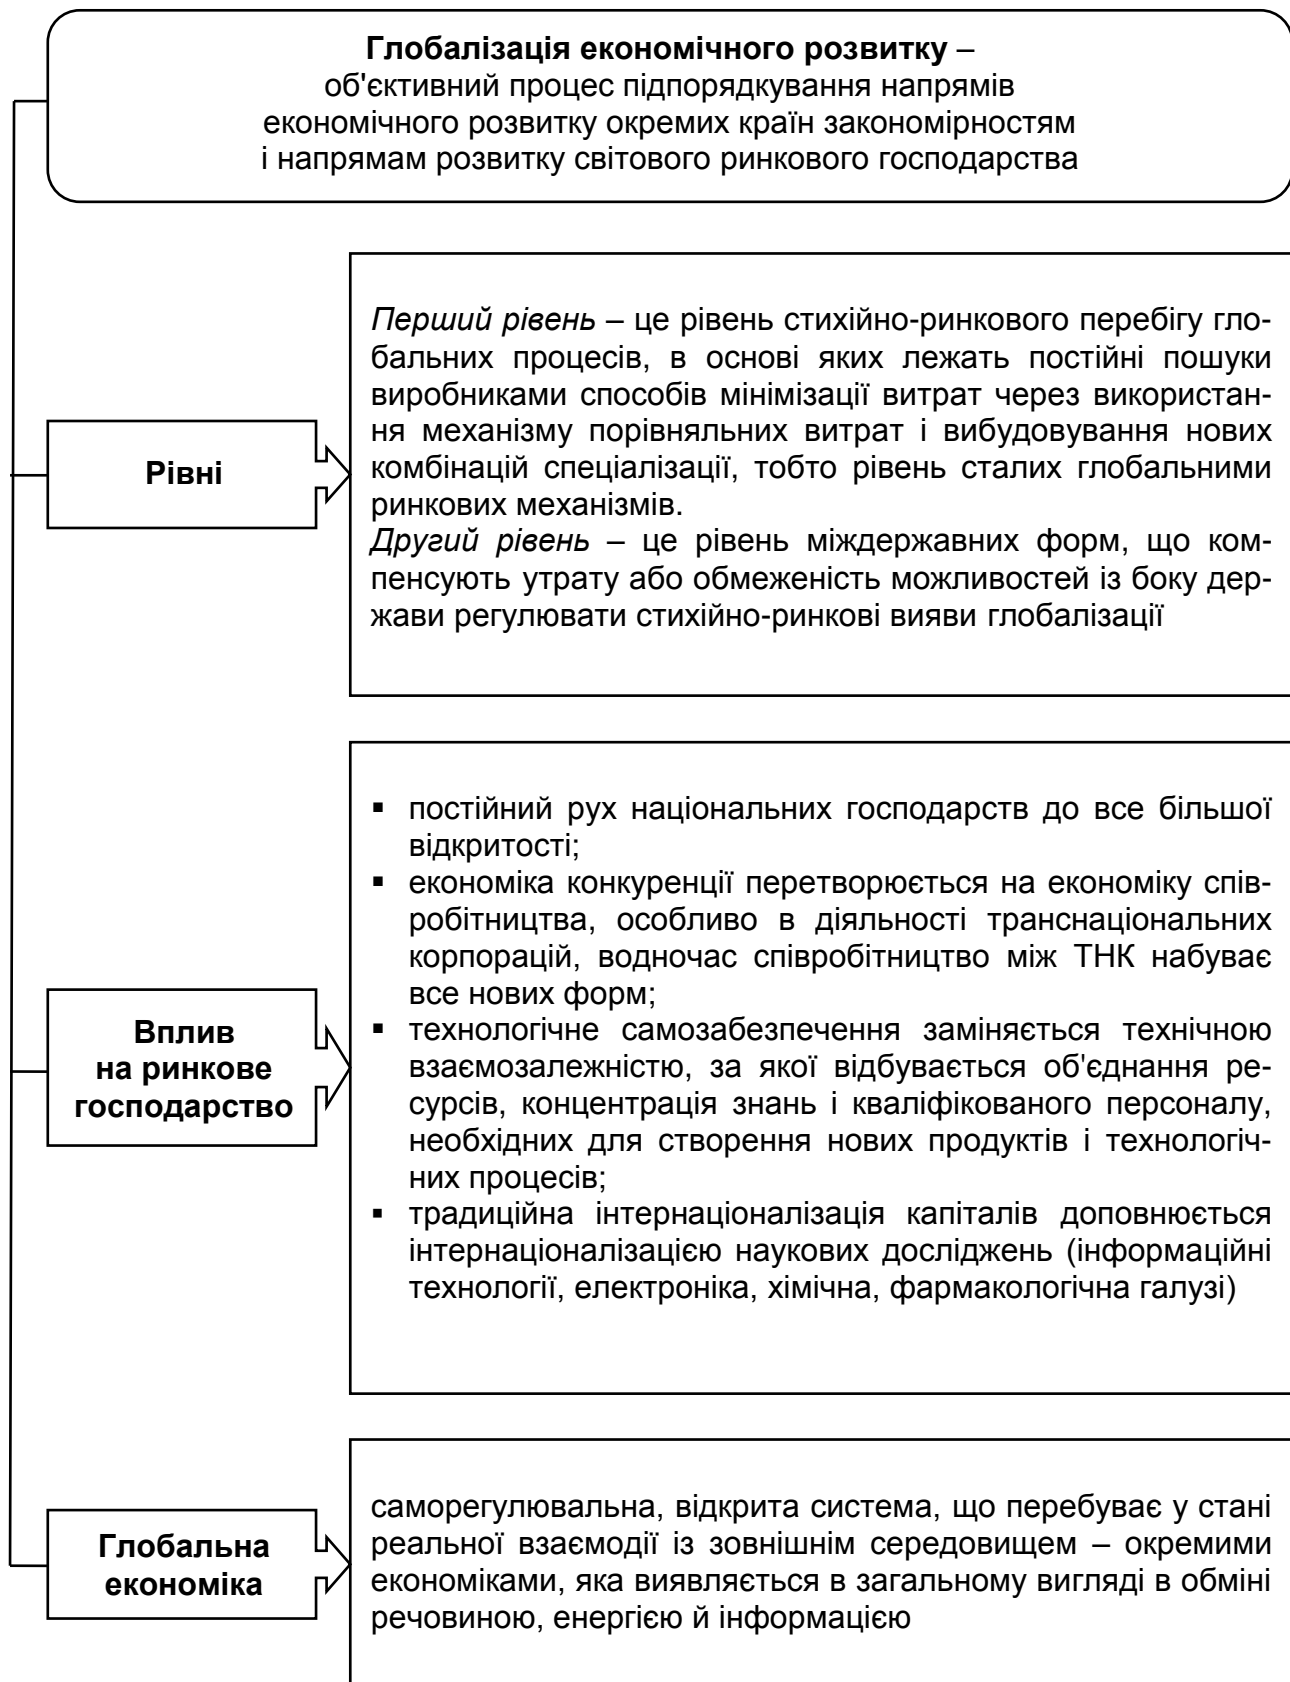 Глобалізація економічного розвитку –
об'єктивний процес підпорядкування напрямів
економічного розвитку окремих країн закономірностям
і напрямам розвитку світового ринкового господарства
Рівні
Перший рівень – це рівень стихійно-ринкового перебігу гло-
бальних процесів, в основі яких лежать постійні пошуки
виробниками способів мінімізації витрат через використан-
ня механізму порівняльних витрат і вибудовування нових
комбінацій спеціалізації, тобто рівень сталих глобальними
ринкових механізмів.
Другий рівень – це рівень міждержавних форм, що ком-
пенсують утрату або обмеженість можливостей із боку дер-
жави регулювати стихійно-ринкові вияви глобалізації
Вплив
на ринкове
господарство
▪ постійний рух національних господарств до все більшої
відкритості;
▪ економіка конкуренції перетворюється на економіку спів-
робітництва, особливо в діяльності транснаціональних
корпорацій, водночас співробітництво між ТНК набуває
все нових форм;
▪ технологічне самозабезпечення заміняється технічною
взаємозалежністю, за якої відбувається об'єднання ре-
сурсів, концентрація знань і кваліфікованого персоналу,
необхідних для створення нових продуктів і технологіч-
них процесів;
▪ традиційна інтернаціоналізація капіталів доповнюється
інтернаціоналізацією наукових досліджень (інформаційні
технології, електроніка, хімічна, фармакологічна галузі)
Глобальна
економіка
саморегулювальна, відкрита система, що перебуває у стані
реальної взаємодії із зовнішнім середовищем – окремими
економіками, яка виявляється в загальному вигляді в обміні
речовиною, енергією й інформацією